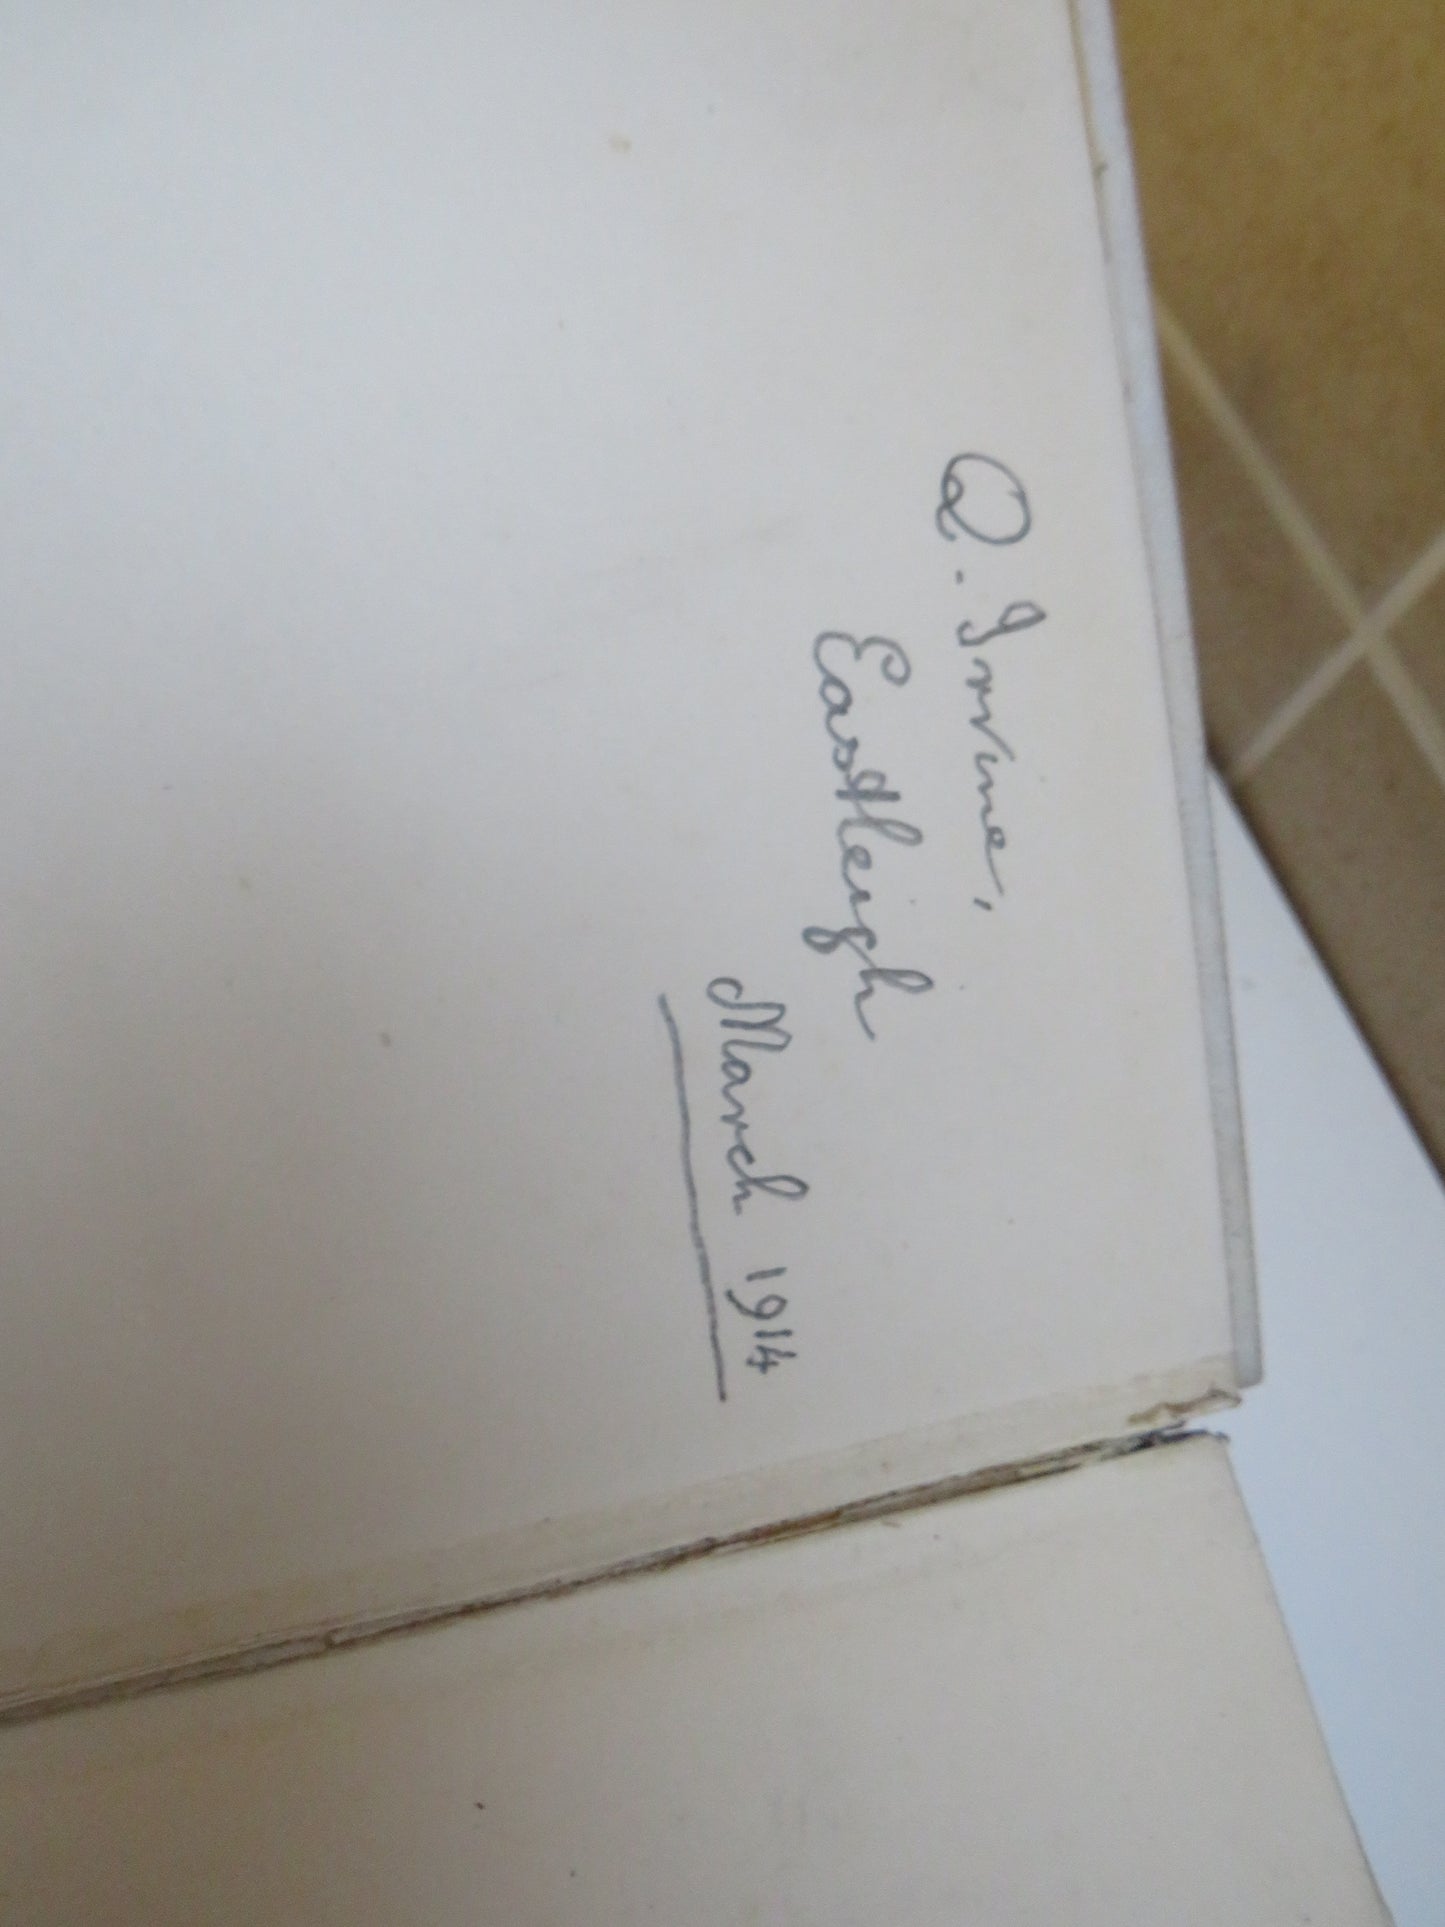 Q. Irvine,
Eastleigh
March 1914